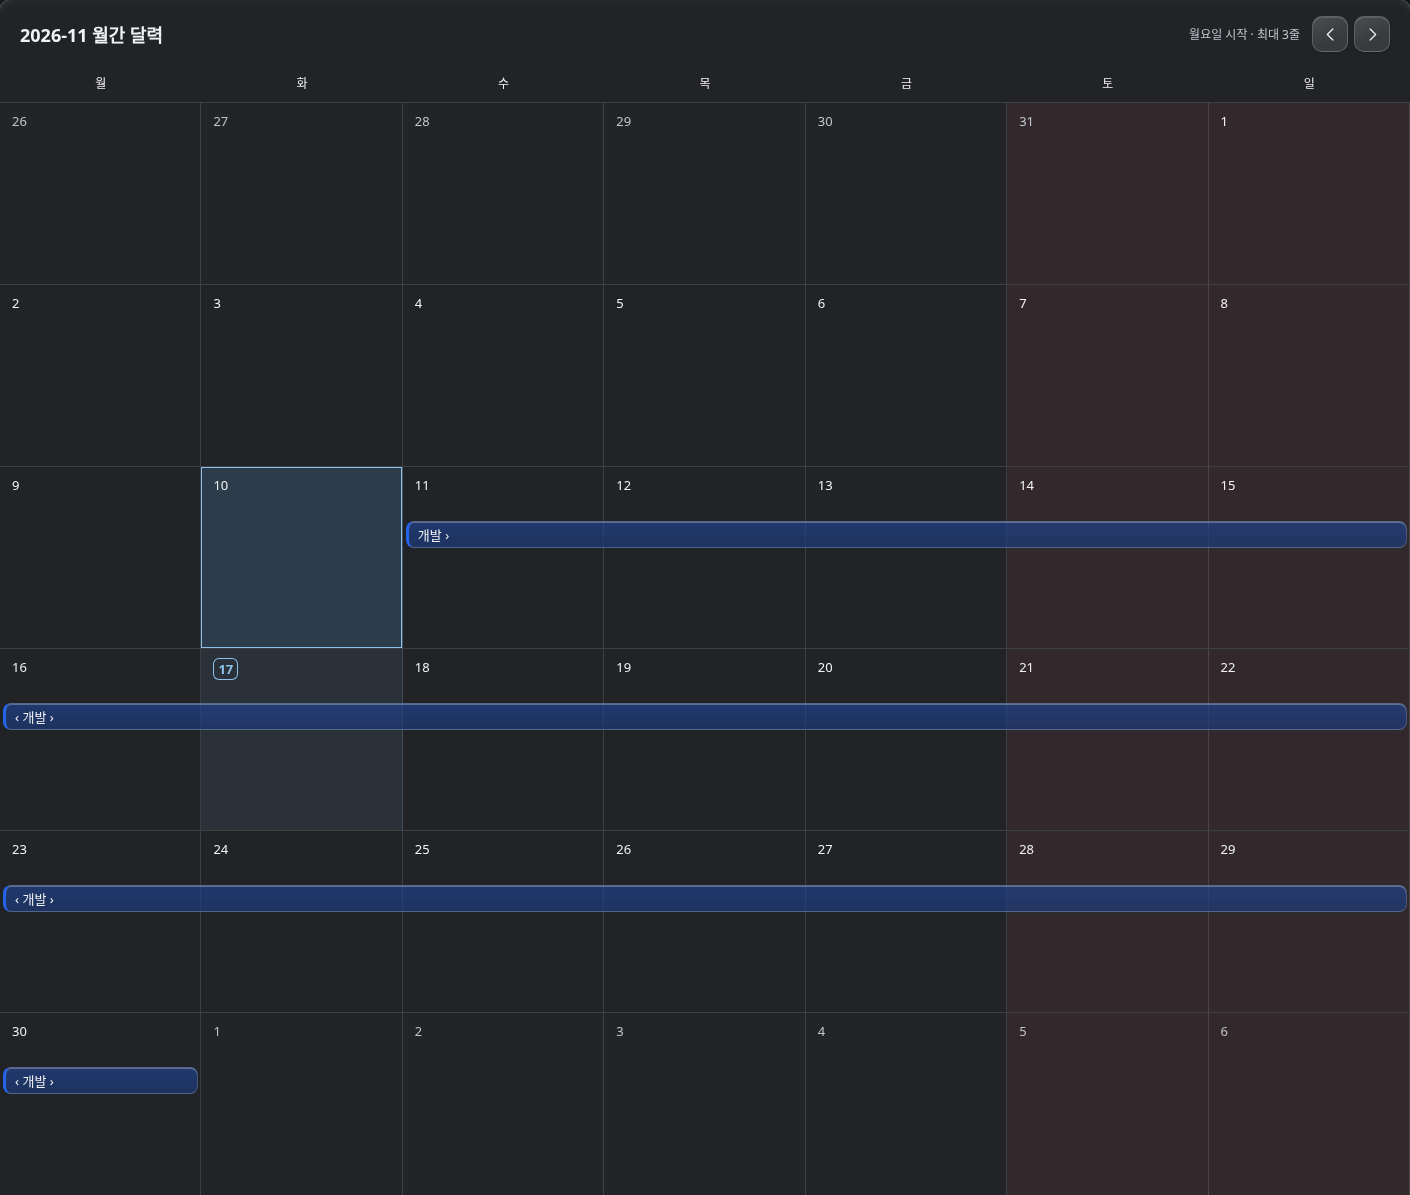 2026-11 월간 달력
월요일 시작 · 최대 3줄
월 화 수 목 금 토 일
26 27 28 29 30 31 1
2 3 4 5 6 7 8
9 10 11 12 13 14 15
개발 ›
16 17 18 19 20 21 22
‹ 개발 ›
23 24 25 26 27 28 29
‹ 개발 ›
30 1 2 3 4 5 6
‹ 개발 ›